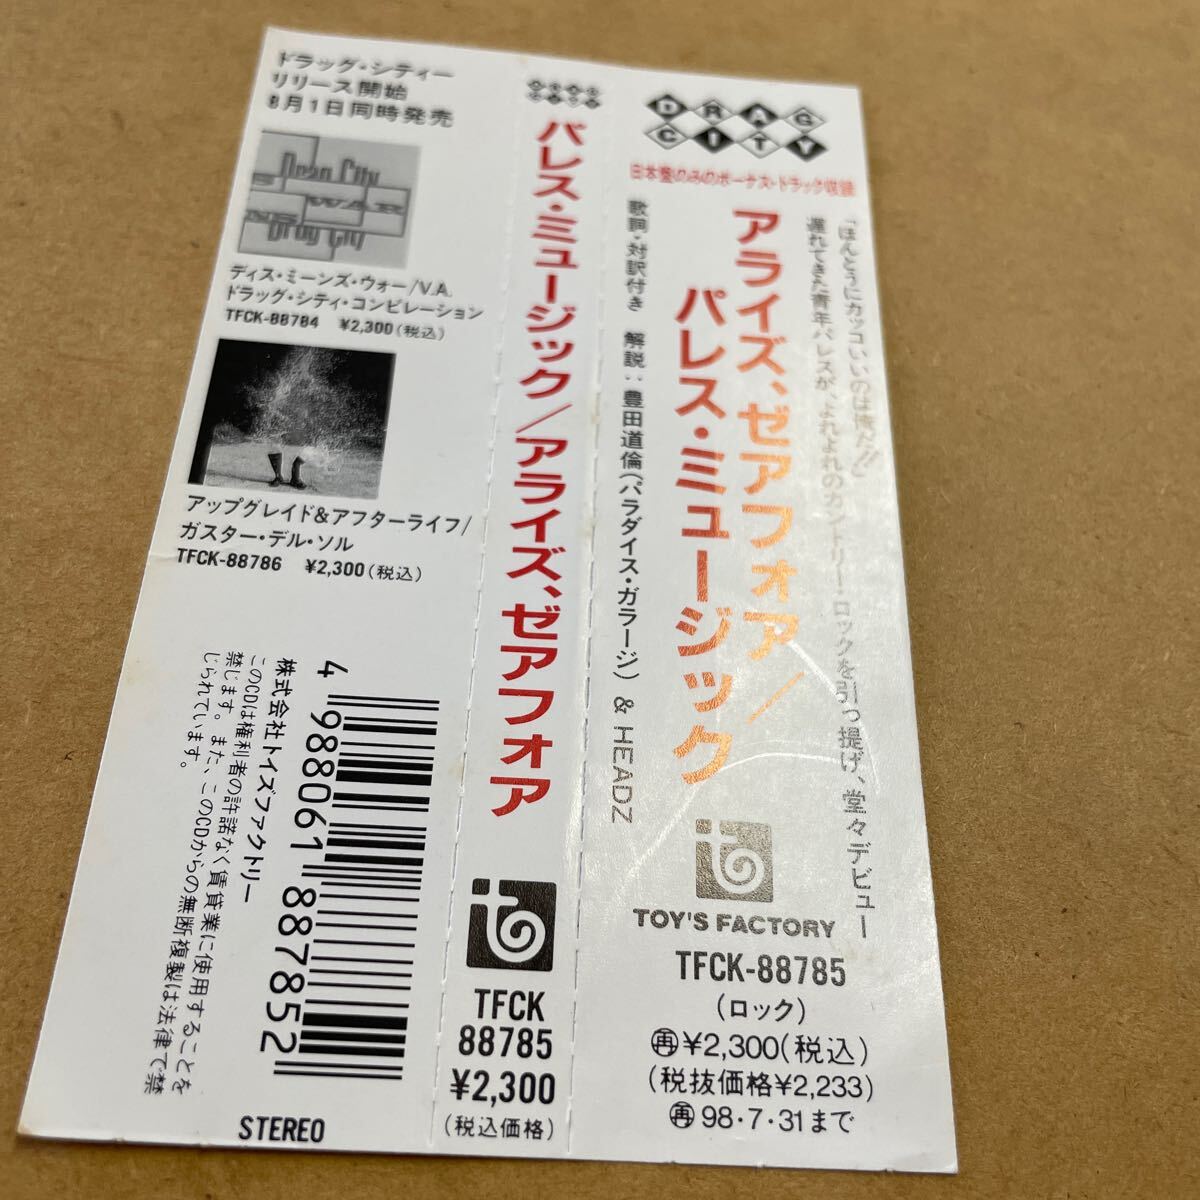 ドラッグ・シティー
リリース開始
8月1日同時発売
Drag City
WAR
Drag City
ディス・ミーンズ・ウォー/V.A.
ドラッグ・シティ・コンピレーション
TFCK-88784 ¥2,300(税込)
アップグレイド&アフターライフ/
ガスター・デル・ソル
TFCK-88786 ¥2,300(税込)
株式会社トイズファクトリー
このCDは権利者の許諾なく賃貸業に使用することを
禁じます。また、このCDからの無断複製は法律で禁
じられています。
4 988061 887852
STEREO
パレス・ミュージック/アライズ、ゼアフォア
TFCK
88785
¥2,300
(税込価格)
DRAG
CITY
日本盤のみのボーナス・トラック収録
「ほんとうにカッコいいのは俺だ!!」
遅れてきた青年パレスが、よれよれのカントリー・ロックを引っ提げ、堂々デビュー
アライズ、ゼアフォア/
パレス・ミュージック
歌詞・対訳付き 解説:豊田道倫(パラダイス・ガラージ) & HEADZ
TOY'S FACTORY
TFCK-88785
(ロック)
再¥2,300(税込)
(税抜価格¥2,233)
再98・7・31まで